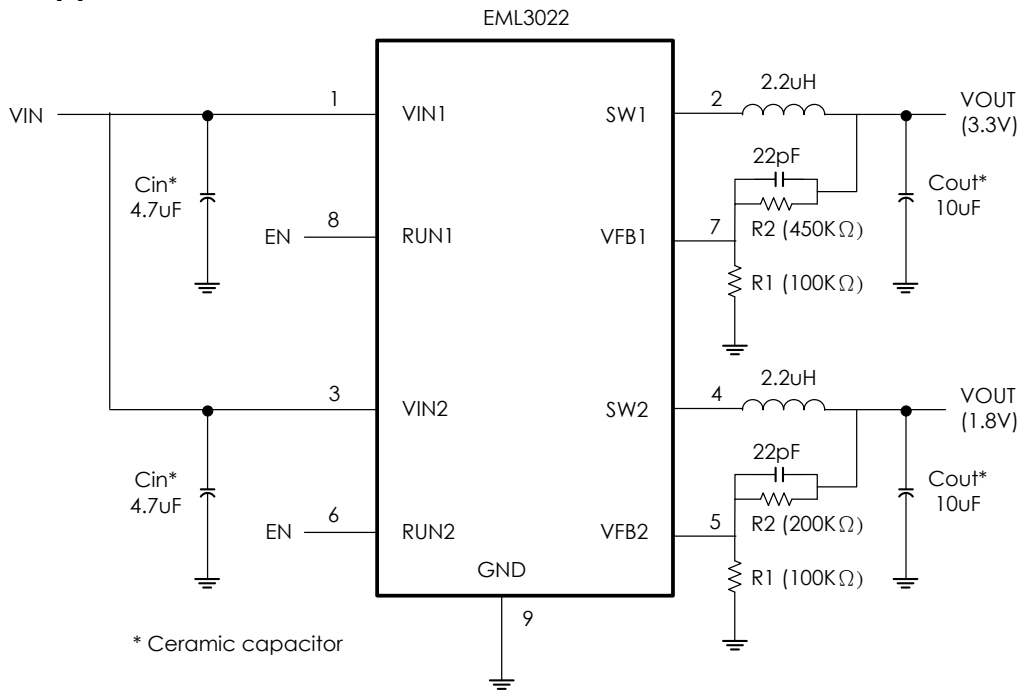 EML3022
VIN
1
VIN1
SW1
2
2.2uH
VOUT
(3.3V)
22pF
Cin*
4.7uF
Cout*
10uF
EN
8
RUN1
VFB1
7
R2 (450KΩ)
R1 (100KΩ)
3
VIN2
SW2
4
2.2uH
VOUT
(1.8V)
22pF
Cin*
4.7uF
Cout*
10uF
EN
6
RUN2
VFB2
5
R2 (200KΩ)
R1 (100KΩ)
GND
9
* Ceramic capacitor